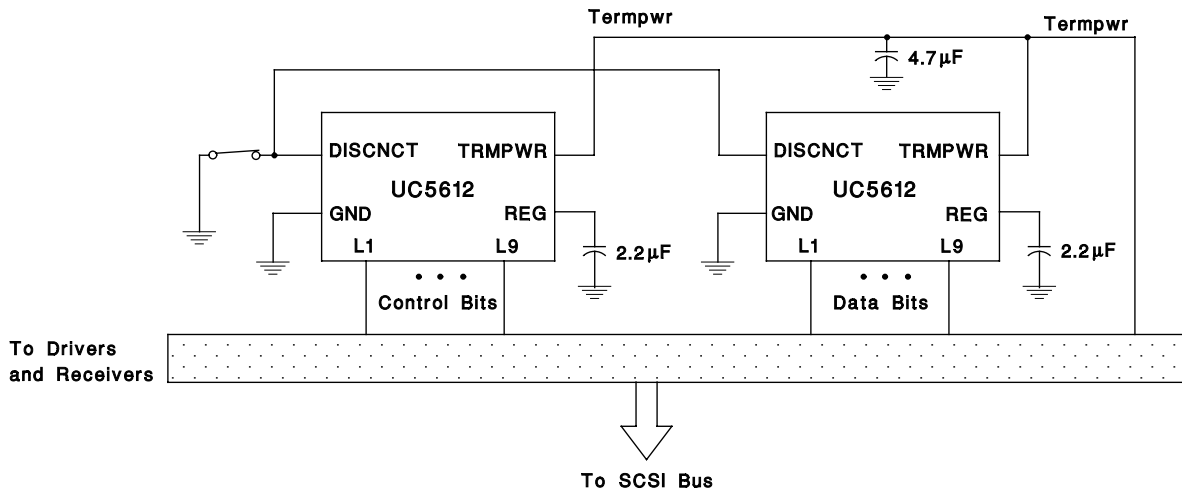 Termpwr
Termpwr
4.7µF
DISCNCT TRMPWR
UC5612
GND REG
L1 L9
2.2µF
• • •
Control Bits
DISCNCT TRMPWR
UC5612
GND REG
L1 L9
2.2µF
• • •
Data Bits
To Drivers
and Receivers
To SCSI Bus